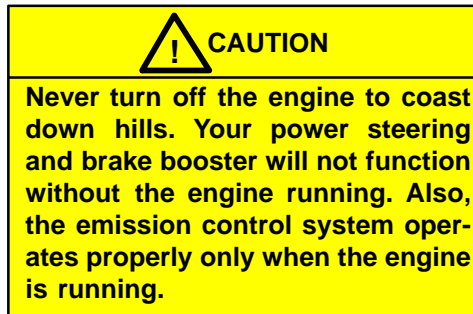 ! CAUTION
Never turn off the engine to coast
down hills. Your power steering
and brake booster will not function
without the engine running. Also,
the emission control system oper-
ates properly only when the engine
is running.